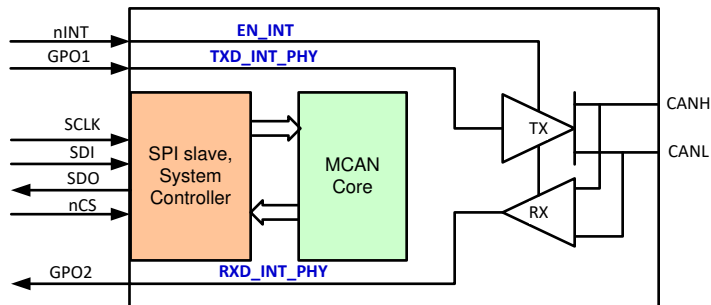 nINT
EN_INT
GPO1
TXD_INT_PHY
CANH
SCLK
TX
SDI
SPI slave,
System
Controller
MCAN
Core
CANL
SDO
nCS
RX
GPO2
RXD_INT_PHY